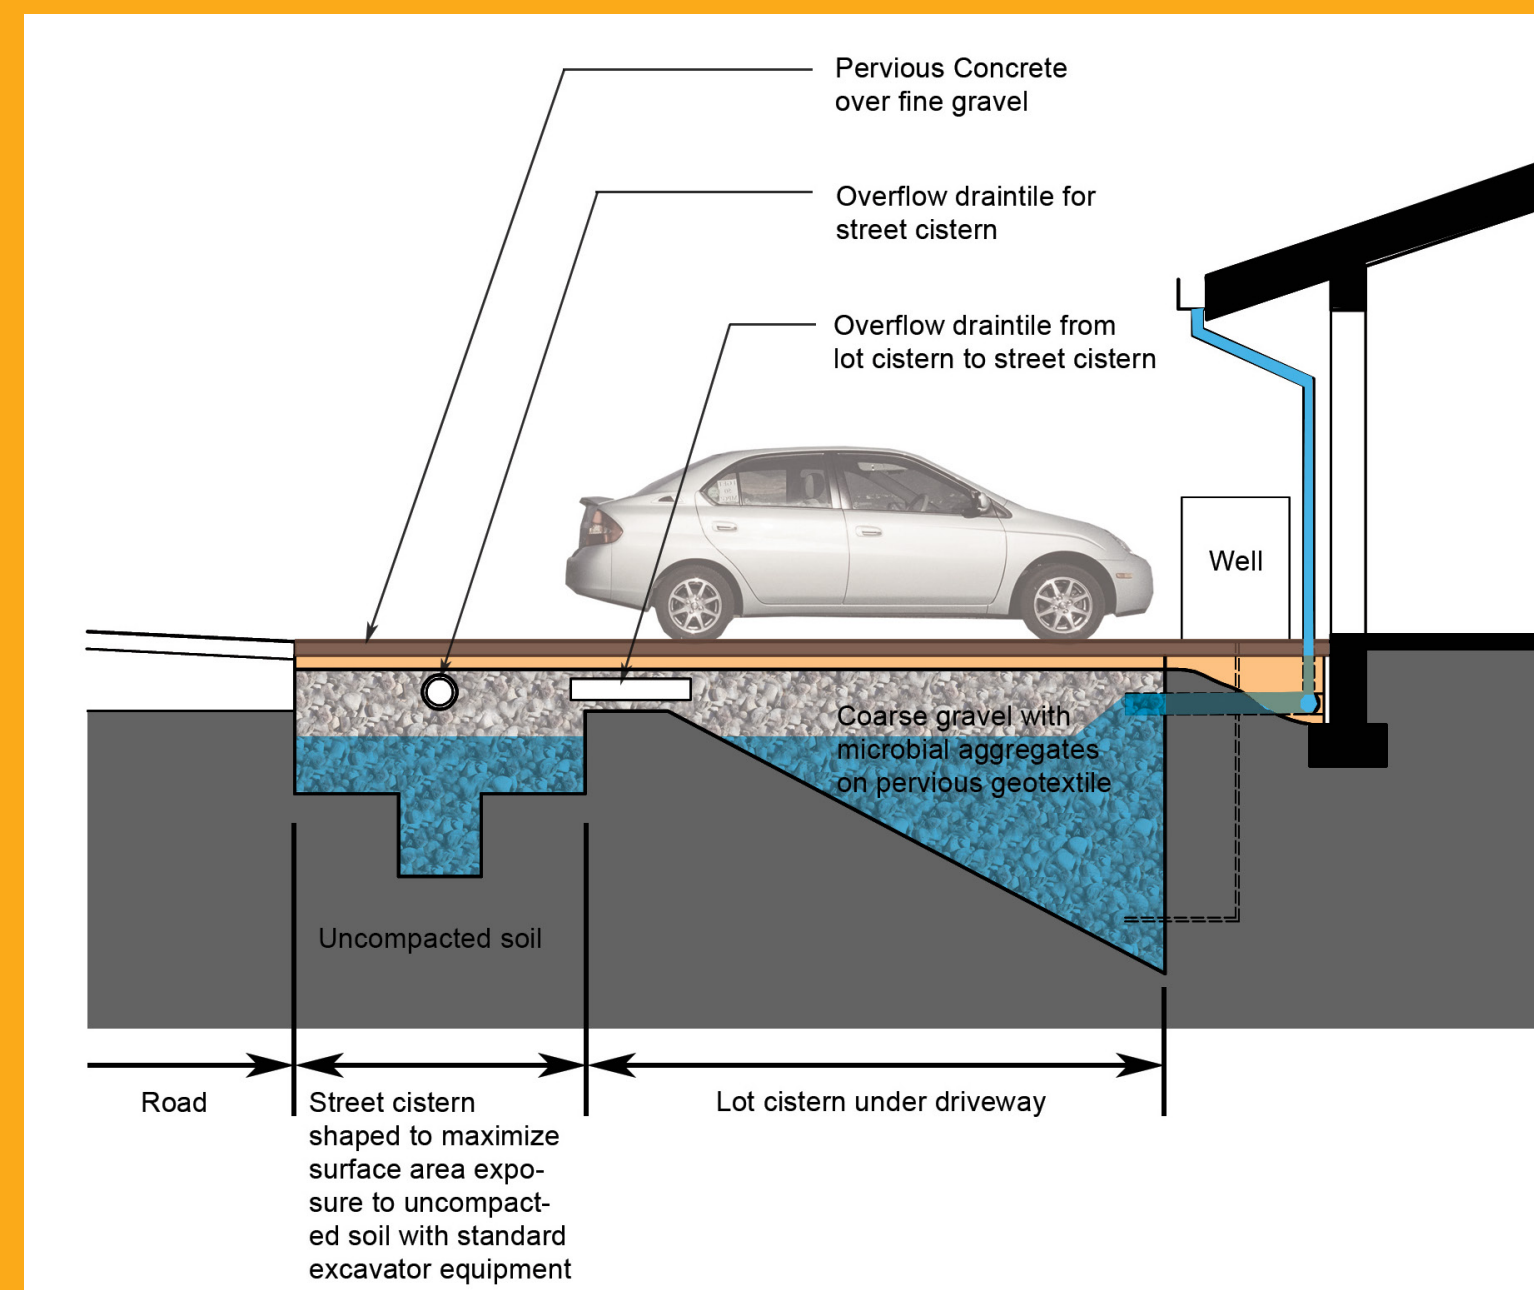 Pervious Concrete
over fine gravel
Overflow draintile for
street cistern
Overflow draintile from
lot cistern to street cistern
Well
Coarse gravel with
microbial aggregates
on pervious geotextile
Uncompacted soil
Road
Street cistern
shaped to maximize
surface area expo-
sure to uncompact-
ed soil with standard
excavator equipment
Lot cistern under driveway